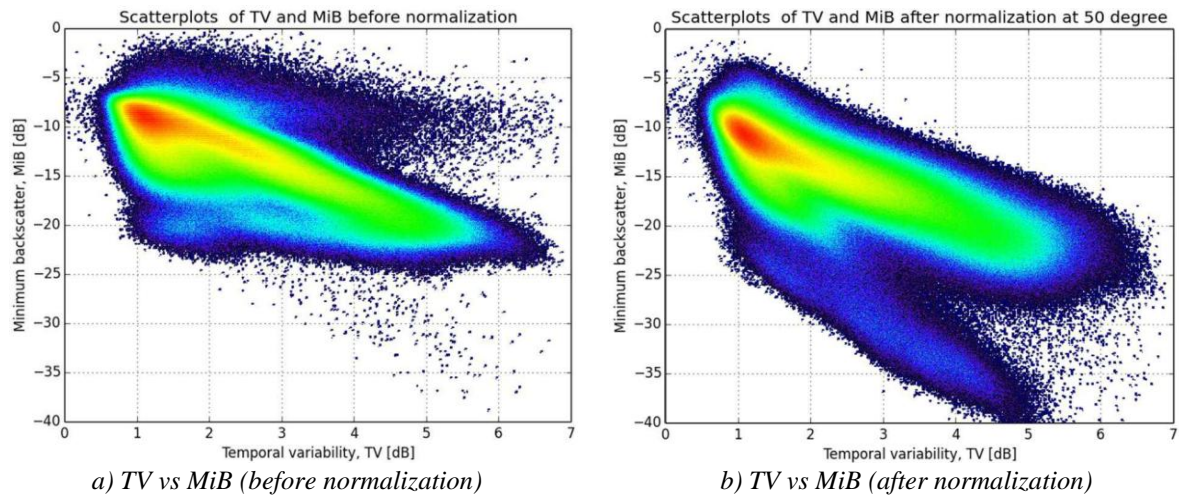 Scatterplots of TV and MiB before normalization
0
−5
−10
−15
−20
−25
−30
−35
−40
Minimum backscatter, MiB [dB]
0 1 2 3 4 5 6 7
Temporal variability, TV [dB]
a) TV vs MiB (before normalization)
Scatterplots of TV and MiB after normalization at 50 degree
0
−5
−10
−15
−20
−25
−30
−35
−40
Minimum backscatter, MiB [dB]
0 1 2 3 4 5 6 7
Temporal variability, TV [dB]
b) TV vs MiB (after normalization)